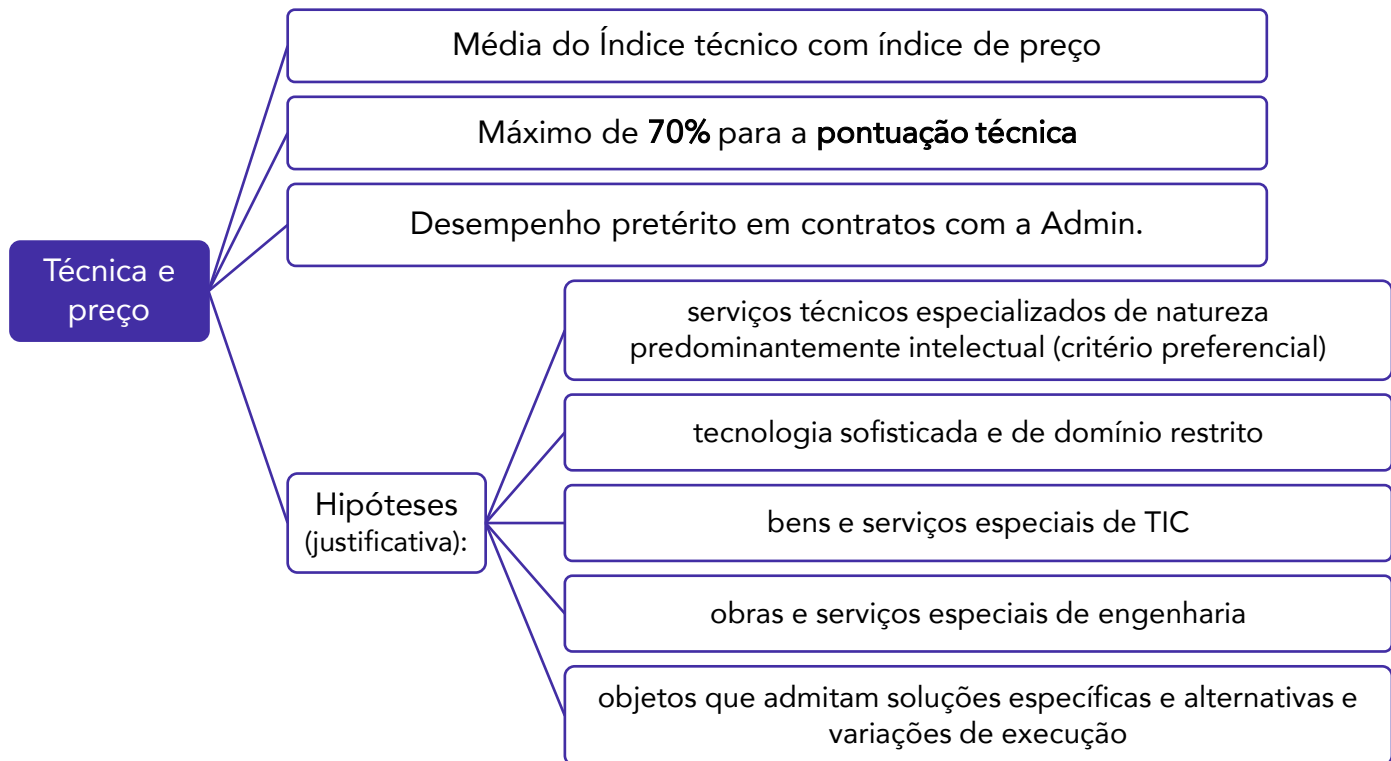 Média do Índice técnico com índice de preço
Máximo de 70% para a pontuação técnica
Desempenho pretérito em contratos com a Admin.
Técnica e
preço
Hipóteses
(justificativa):
serviços técnicos especializados de natureza
predominantemente intelectual (critério preferencial)
tecnologia sofisticada e de domínio restrito
bens e serviços especiais de TIC
obras e serviços especiais de engenharia
objetos que admitam soluções específicas e alternativas e
variações de execução